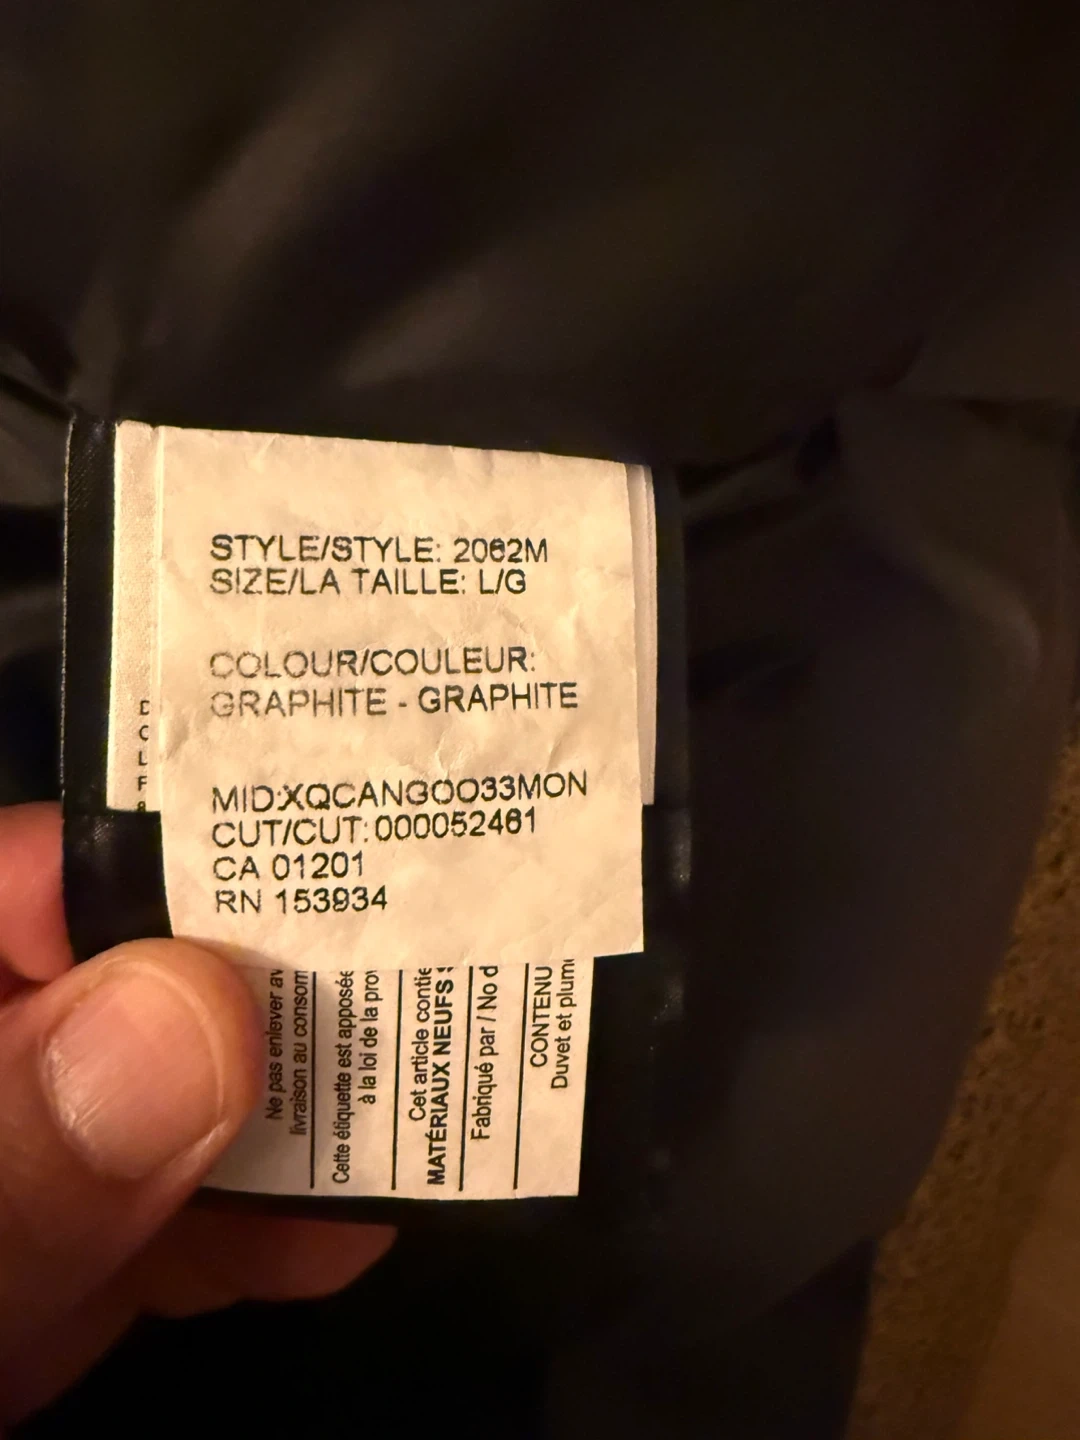 STYLE/STYLE: 2062M
SIZE/LA TAILLE: L/G
COLOUR/COULEUR:
GRAPHITE - GRAPHITE
MID:XQCANGOO33MON
CUT/CUT: 000052461
CA 01201
RN 153934
D
C
L
F
Ne pas enlever av
livraison au consom
Cette étiquette est apposée
à la loi de la pro
Cet article contie
MATÉRIAUX NEUFS
Fabriqué par / No d
CONTENU
Duvet et plum